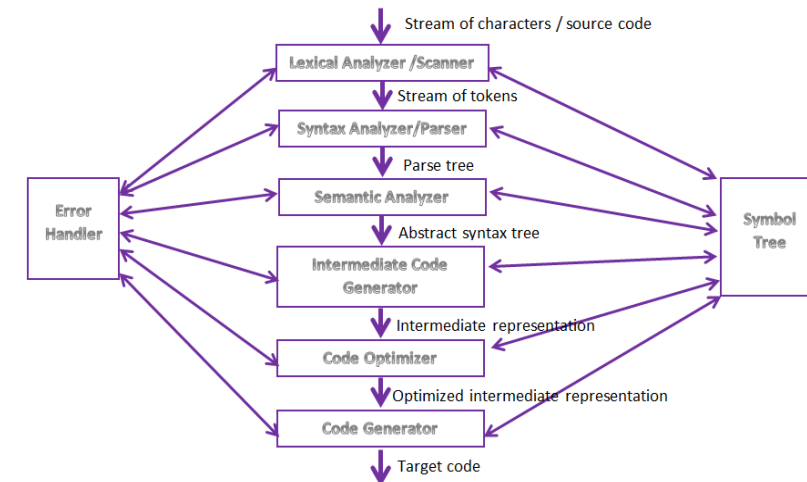 Stream of characters / source code
Lexical Analyzer /Scanner
Stream of tokens
Syntax Analyzer/Parser
Parse tree
Semantic Analyzer
Error
Handler
Symbol
Tree
Abstract syntax tree
Intermediate Code
Generator
Intermediate representation
Code Optimizer
Optimized intermediate representation
Code Generator
Target code